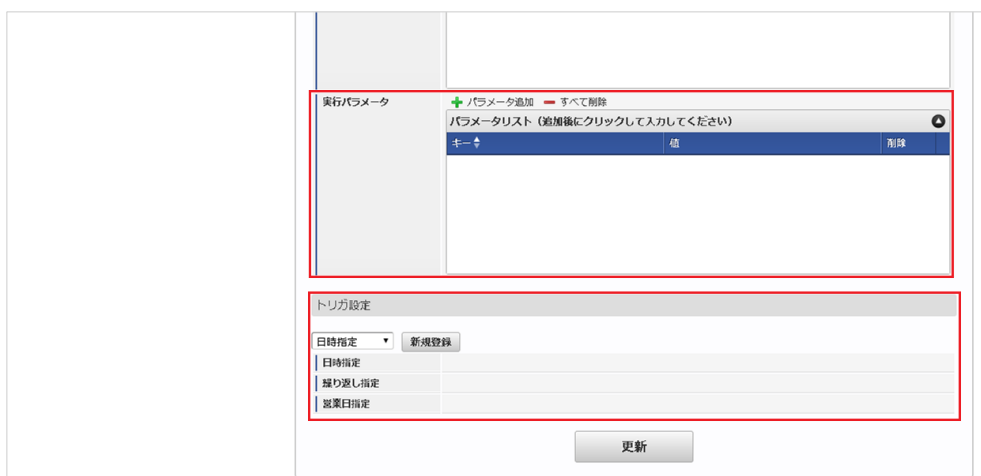 実行パラメータ
パラメータ追加 すべて削除
パラメータリスト（追加後にクリックして入力してください）
キー 値 削除
トリガ設定
日時指定 新規登録
日時指定
繰り返し指定
営業日指定
更新